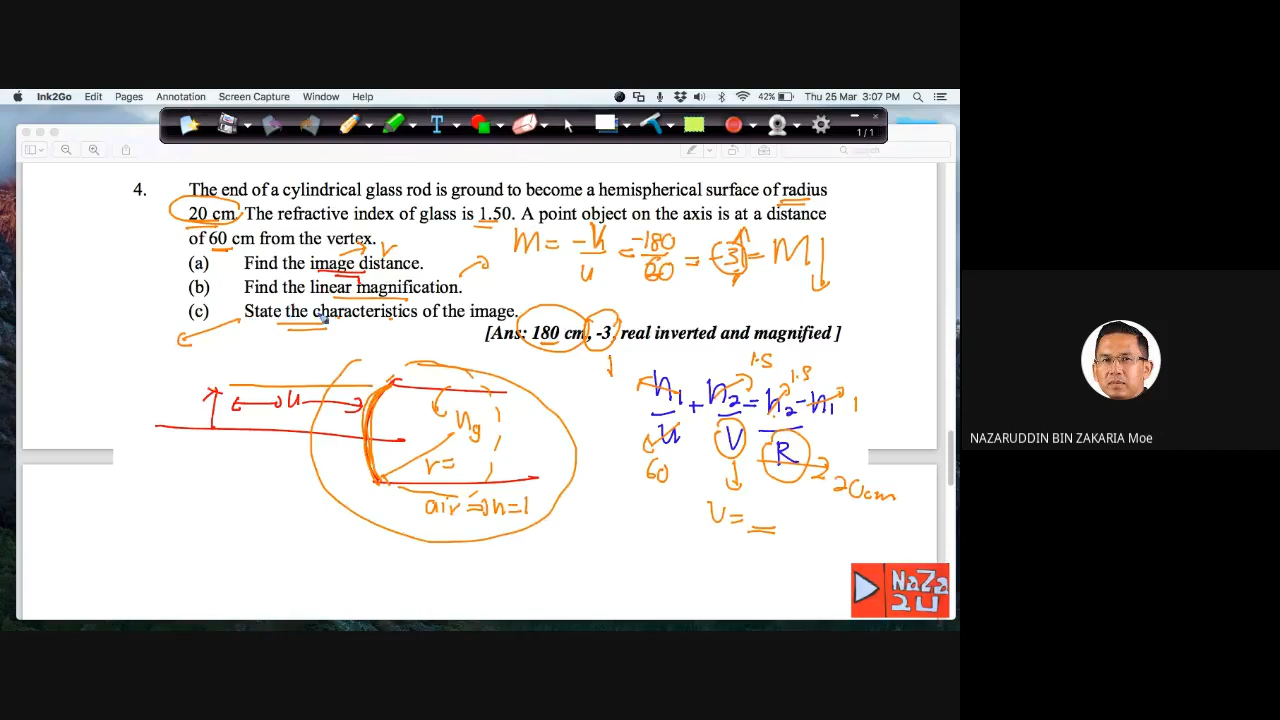 Ink2Go Edit Pages Annotation Screen Capture Window Help 42% Thu 25 Mar 3:07 PM
1/1
Search
4. The end of a cylindrical glass rod is ground to become a hemispherical surface of radius
20 cm. The refractive index of glass is 1.50. A point object on the axis is at a distance
of 60 cm from the vertex.
(a) Find the image distance.
(b) Find the linear magnification.
(c) State the characteristics of the image.
[Ans: 180 cm, -3, real inverted and magnified ]
v
m = -v/u = -180/60 = -3 = M
u
ng
r=
air ⇒ n=1
n1/u + n2/v = n2-n1/R
1.5 1.5 1
60
20cm
v=
NaZa
2U
NAZARUDDIN BIN ZAKARIA Moe